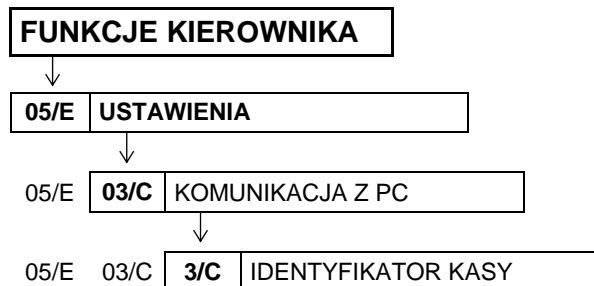 FUNKCJE KIEROWNIKA
05/E USTAWIENIA
05/E 03/C KOMUNIKACJA Z PC
05/E 03/C 3/C IDENTYFIKATOR KASY